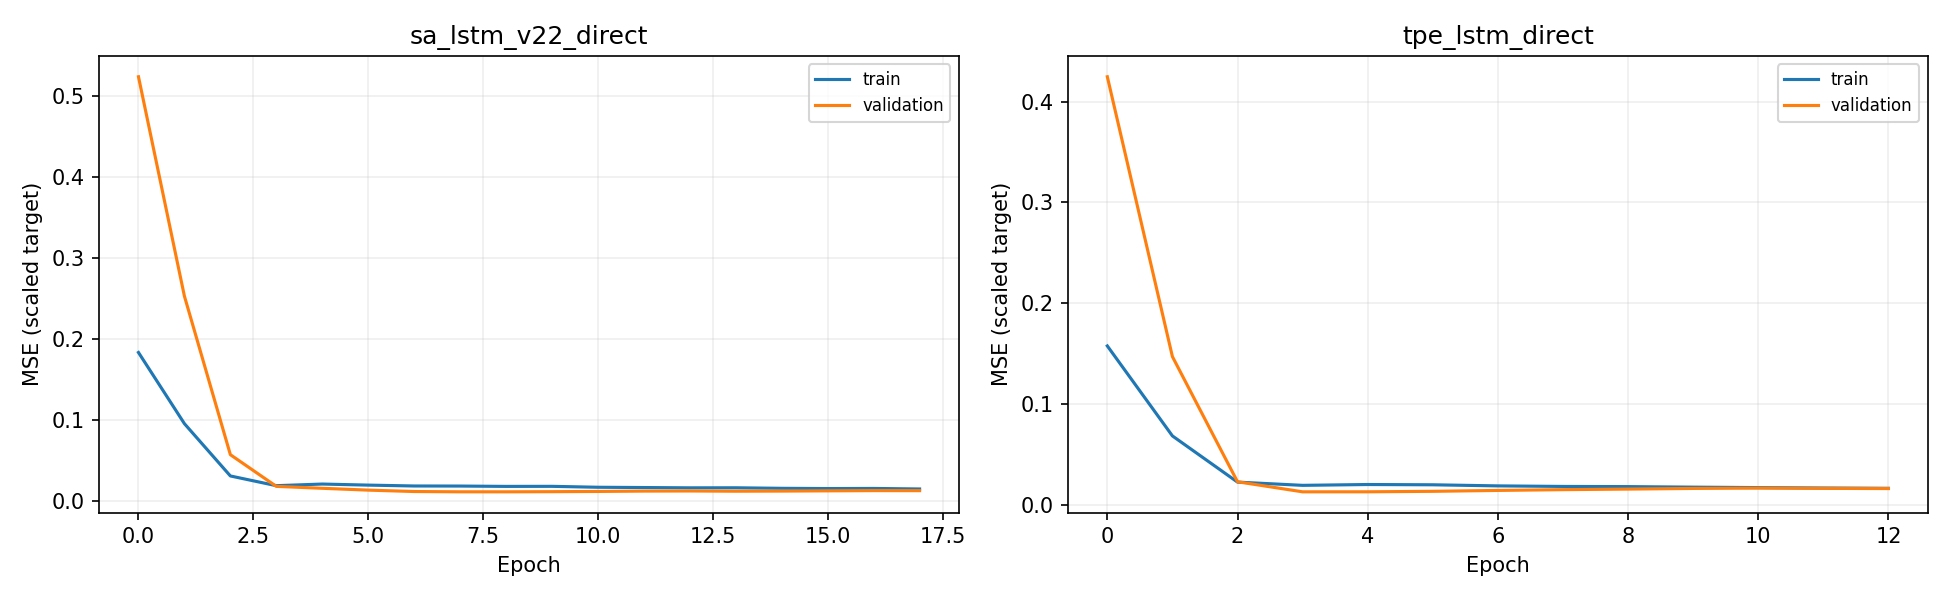 sa_lstm_v22_direct
train
validation
MSE (scaled target)
0.5
0.4
0.3
0.2
0.1
0.0
0.0 2.5 5.0 7.5 10.0 12.5 15.0 17.5
Epoch
tpe_lstm_direct
train
validation
MSE (scaled target)
0.4
0.3
0.2
0.1
0.0
0 2 4 6 8 10 12
Epoch